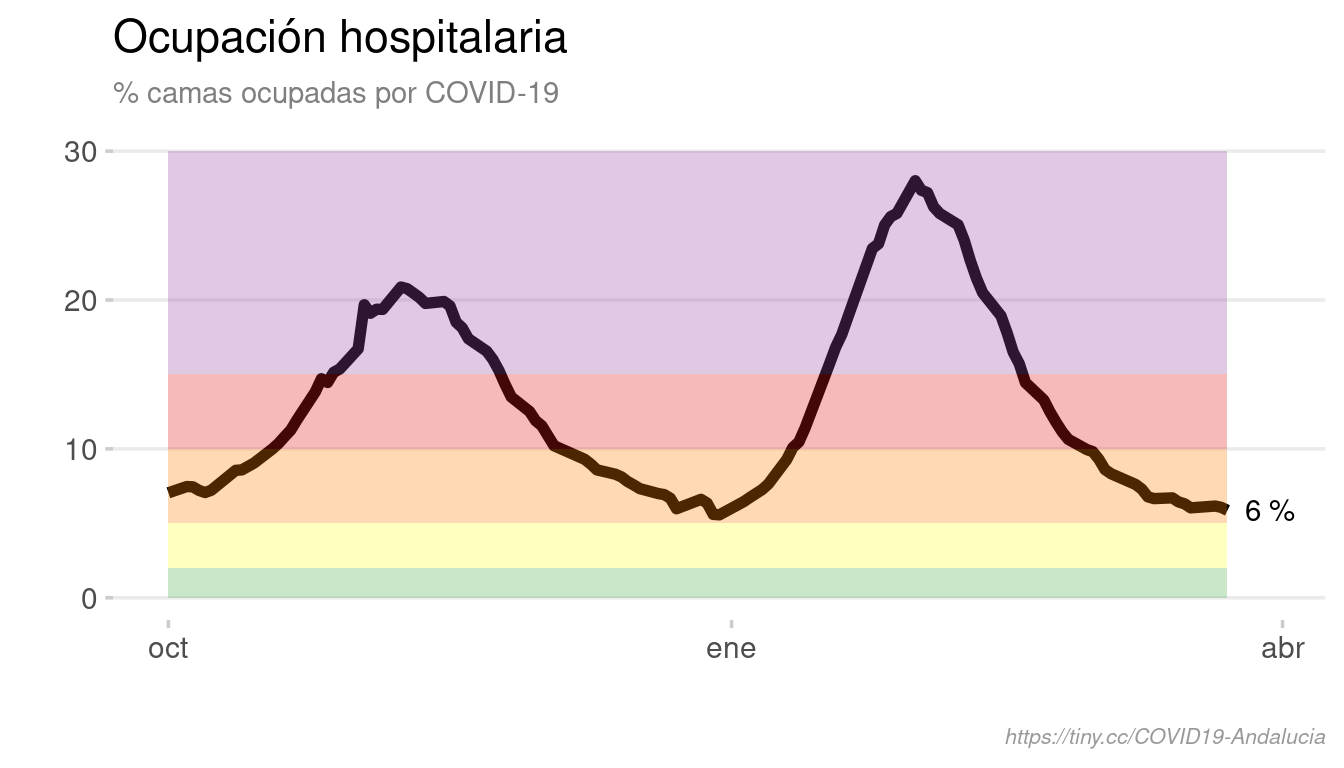 Ocupación hospitalaria
% camas ocupadas por COVID-19
30
20
10
0
6 %
oct ene abr
https://tiny.cc/COVID19-Andalucia